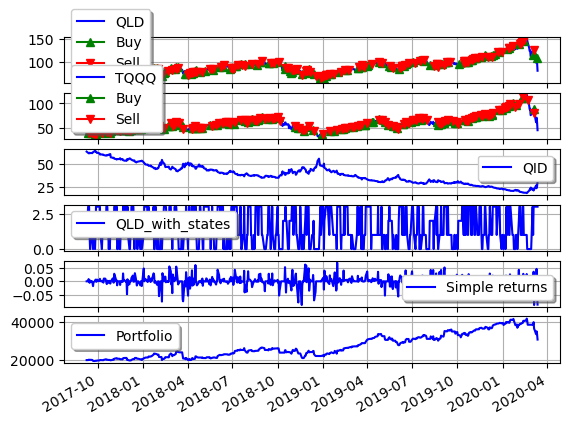 QLD
Buy
Sell
150
100
TQQQ
Buy
Sell
100
50
QID
50
25
QLD_with_states
2.5
0.0
Simple returns
0.05
0.00
−0.05
Portfolio
40000
20000
2017-10
2018-01
2018-04
2018-07
2018-10
2019-01
2019-04
2019-07
2019-10
2020-01
2020-04